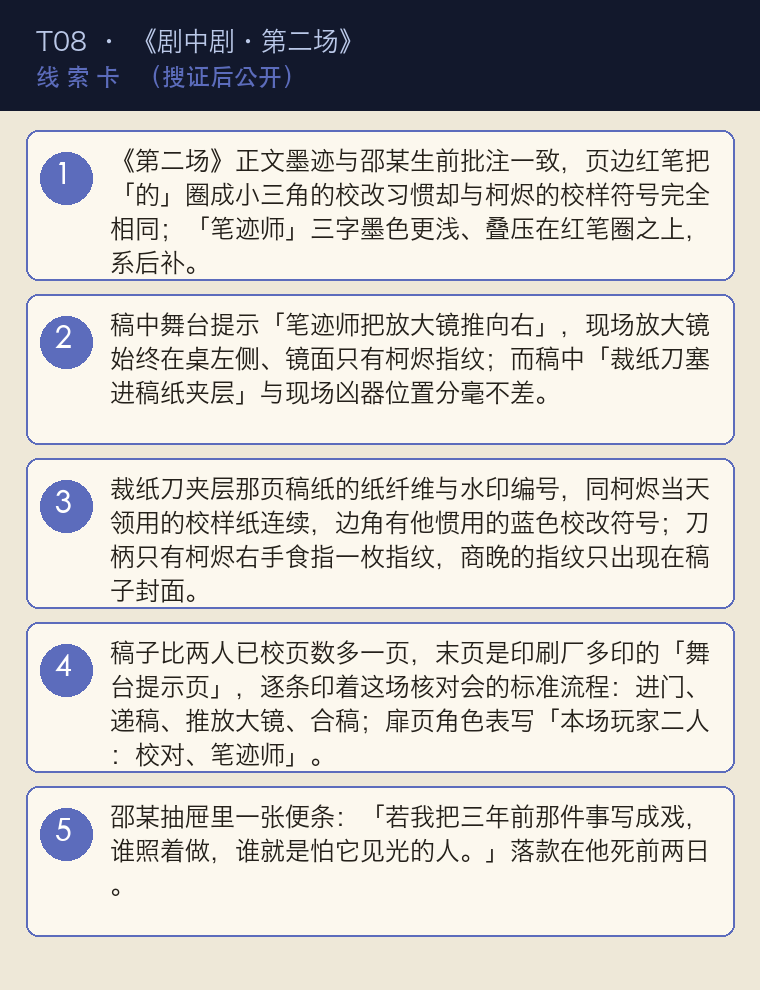 T08 · 《剧中剧·第二场》
线索卡 （搜证后公开）
1
《第二场》正文墨迹与邵某生前批注一致，页边红笔把
「的」圈成小三角的校改习惯却与柯烬的校样符号完全
相同；「笔迹师」三字墨色更浅、叠压在红笔圈之上，
系后补。
2
稿中舞台提示「笔迹师把放大镜推向右」，现场放大镜
始终在桌左侧、镜面只有柯烬指纹；而稿中「裁纸刀塞
进稿纸夹层」与现场凶器位置分毫不差。
3
裁纸刀夹层那页稿纸的纸纤维与水印编号，同柯烬当天
领用的校样纸连续，边角有他惯用的蓝色校改符号；刀
柄只有柯烬右手食指一枚指纹，商晚的指纹只出现在稿
子封面。
4
稿子比两人已校页数多一页，末页是印刷厂多印的「舞
台提示页」，逐条印着这场核对会的标准流程：进门、
递稿、推放大镜、合稿；扉页角色表写「本场玩家二人
：校对、笔迹师」。
5
邵某抽屉里一张便条：「若我把三年前那件事写成戏，
谁照着做，谁就是怕它见光的人。」落款在他死前两日
。